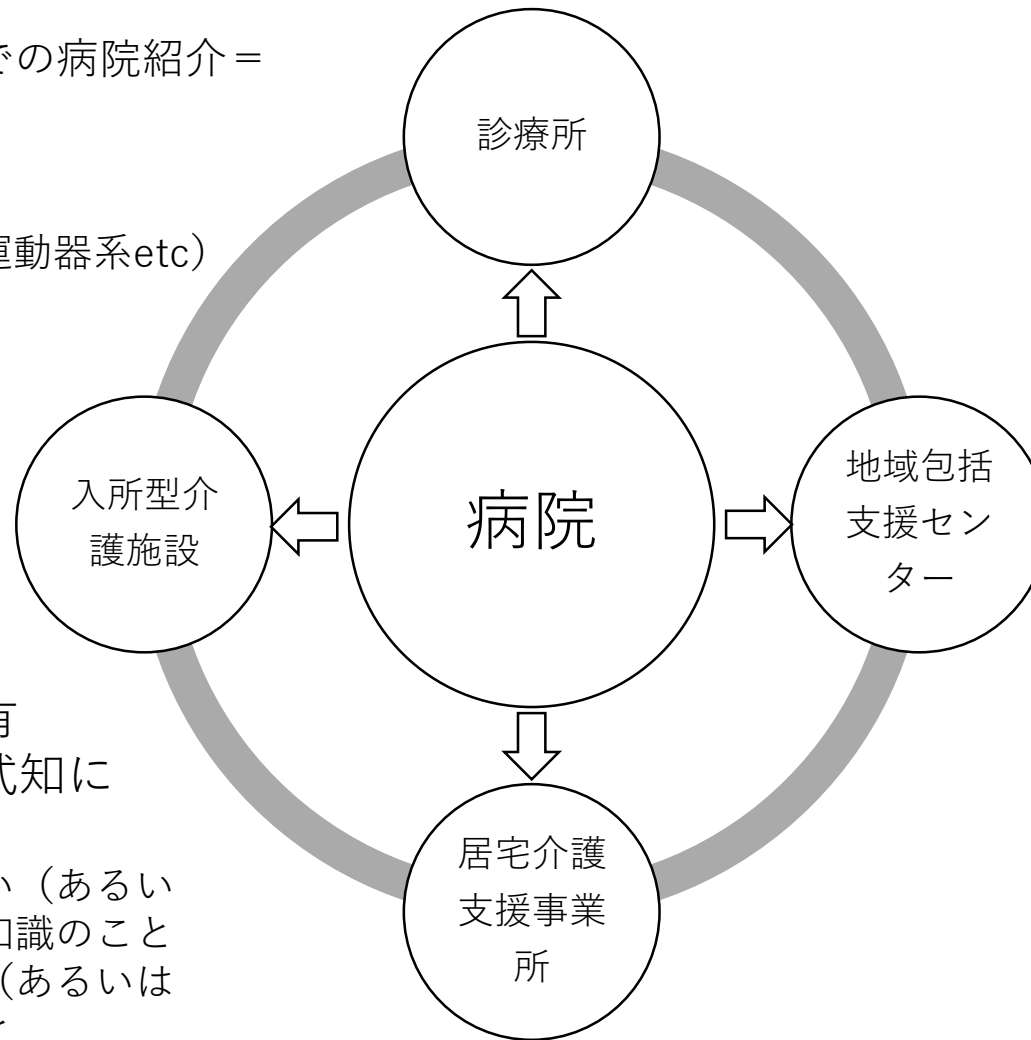 での病院紹介＝
運動器系etc）
有
式知に
い（あるい
知識のこと
（あるいは
診療所
入所型介
護施設
病院
地域包括
支援セン
ター
居宅介護
支援事業
所